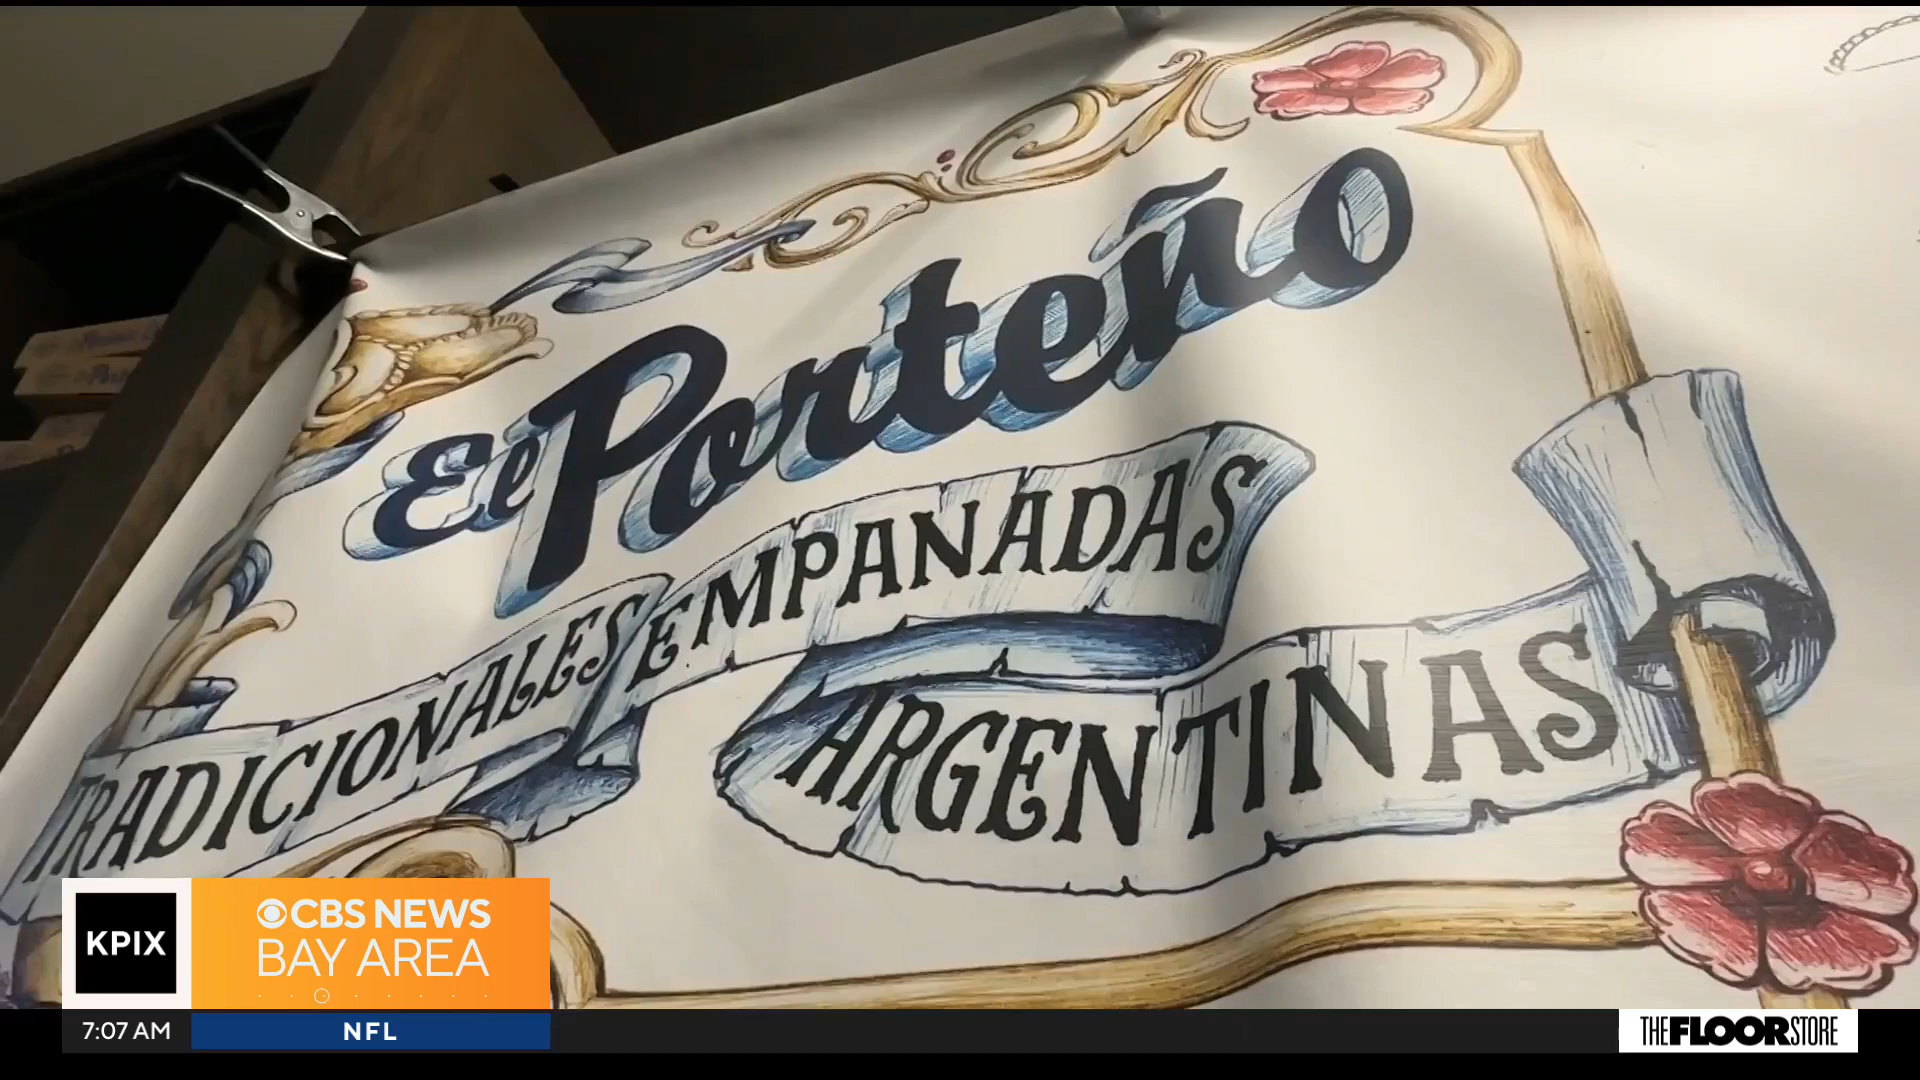 El Porteño
TRADICIONALES EMPANADAS
ARGENTINAS
KPIX
CBS NEWS
BAY AREA
7:07 AM
NFL
THE FLOOR STORE